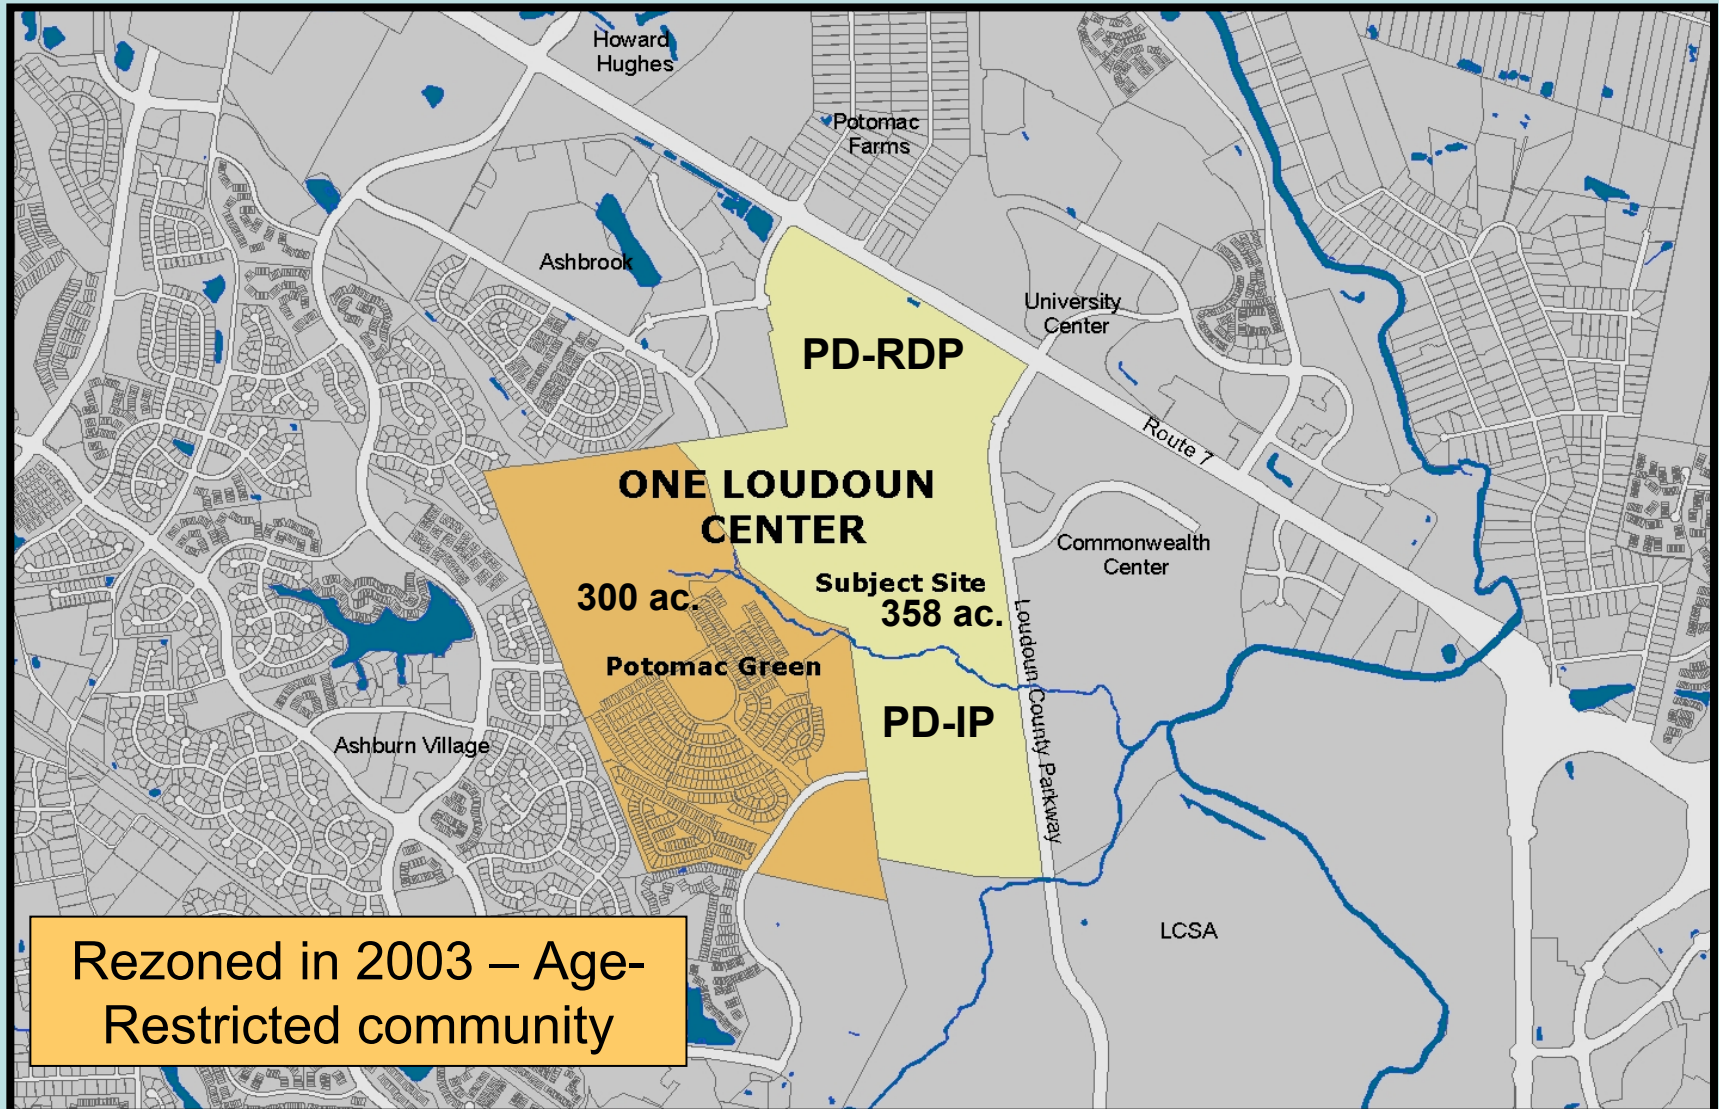 Howard
Hughes
Potomac
Farms
Ashbrook
University
Center
PD-RDP
Route 7
ONE LOUDOUN
CENTER
Commonwealth
Center
Subject Site
300 ac.
358 ac.
Loudoun County Parkway
Potomac Green
PD-IP
Ashburn Village
LCSA
Rezoned in 2003 – Age-
Restricted community